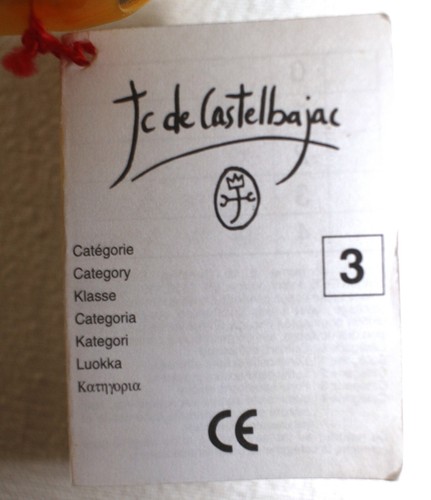 Jc de Castelbajac
Catégorie
3
Category
Klasse
Categoria
Kategori
Luokka
Κατηγορια
CE